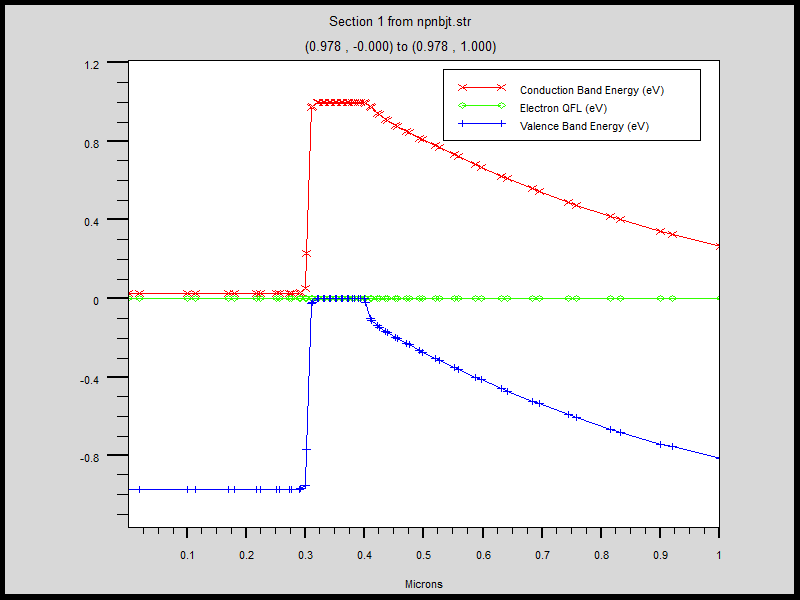 Section 1 from npnbjt.str
(0.978 , -0.000) to (0.978 , 1.000)
Conduction Band Energy (eV)
Electron QFL (eV)
Valence Band Energy (eV)
1.2
0.8
0.4
0
-0.4
-0.8
0.1 0.2 0.3 0.4 0.5 0.6 0.7 0.8 0.9 1
Microns